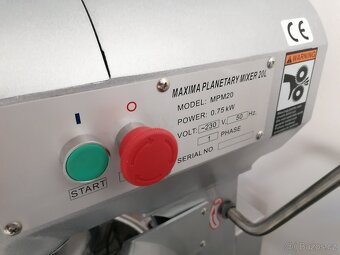 CE
WARNING
MAXIMA PLANETARY MIXER 20L
MODEL: MPM20
POWER: 0.75 kW
VOLT: ~230 V. 50 Hz.
1 PHASE
SERIAL NO
I
O
START